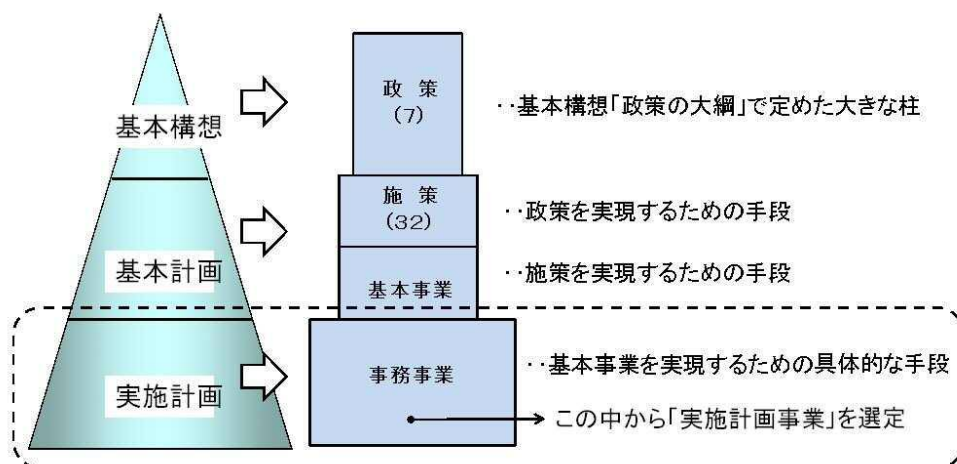 基本構想
政 策
(7)
‥基本構想「政策の大綱」で定めた大きな柱
施 策
(32)
‥政策を実現するための手段
基本計画
基本事業
‥施策を実現するための手段
実施計画
事務事業
‥基本事業を実現するための具体的な手段
この中から「実施計画事業」を選定